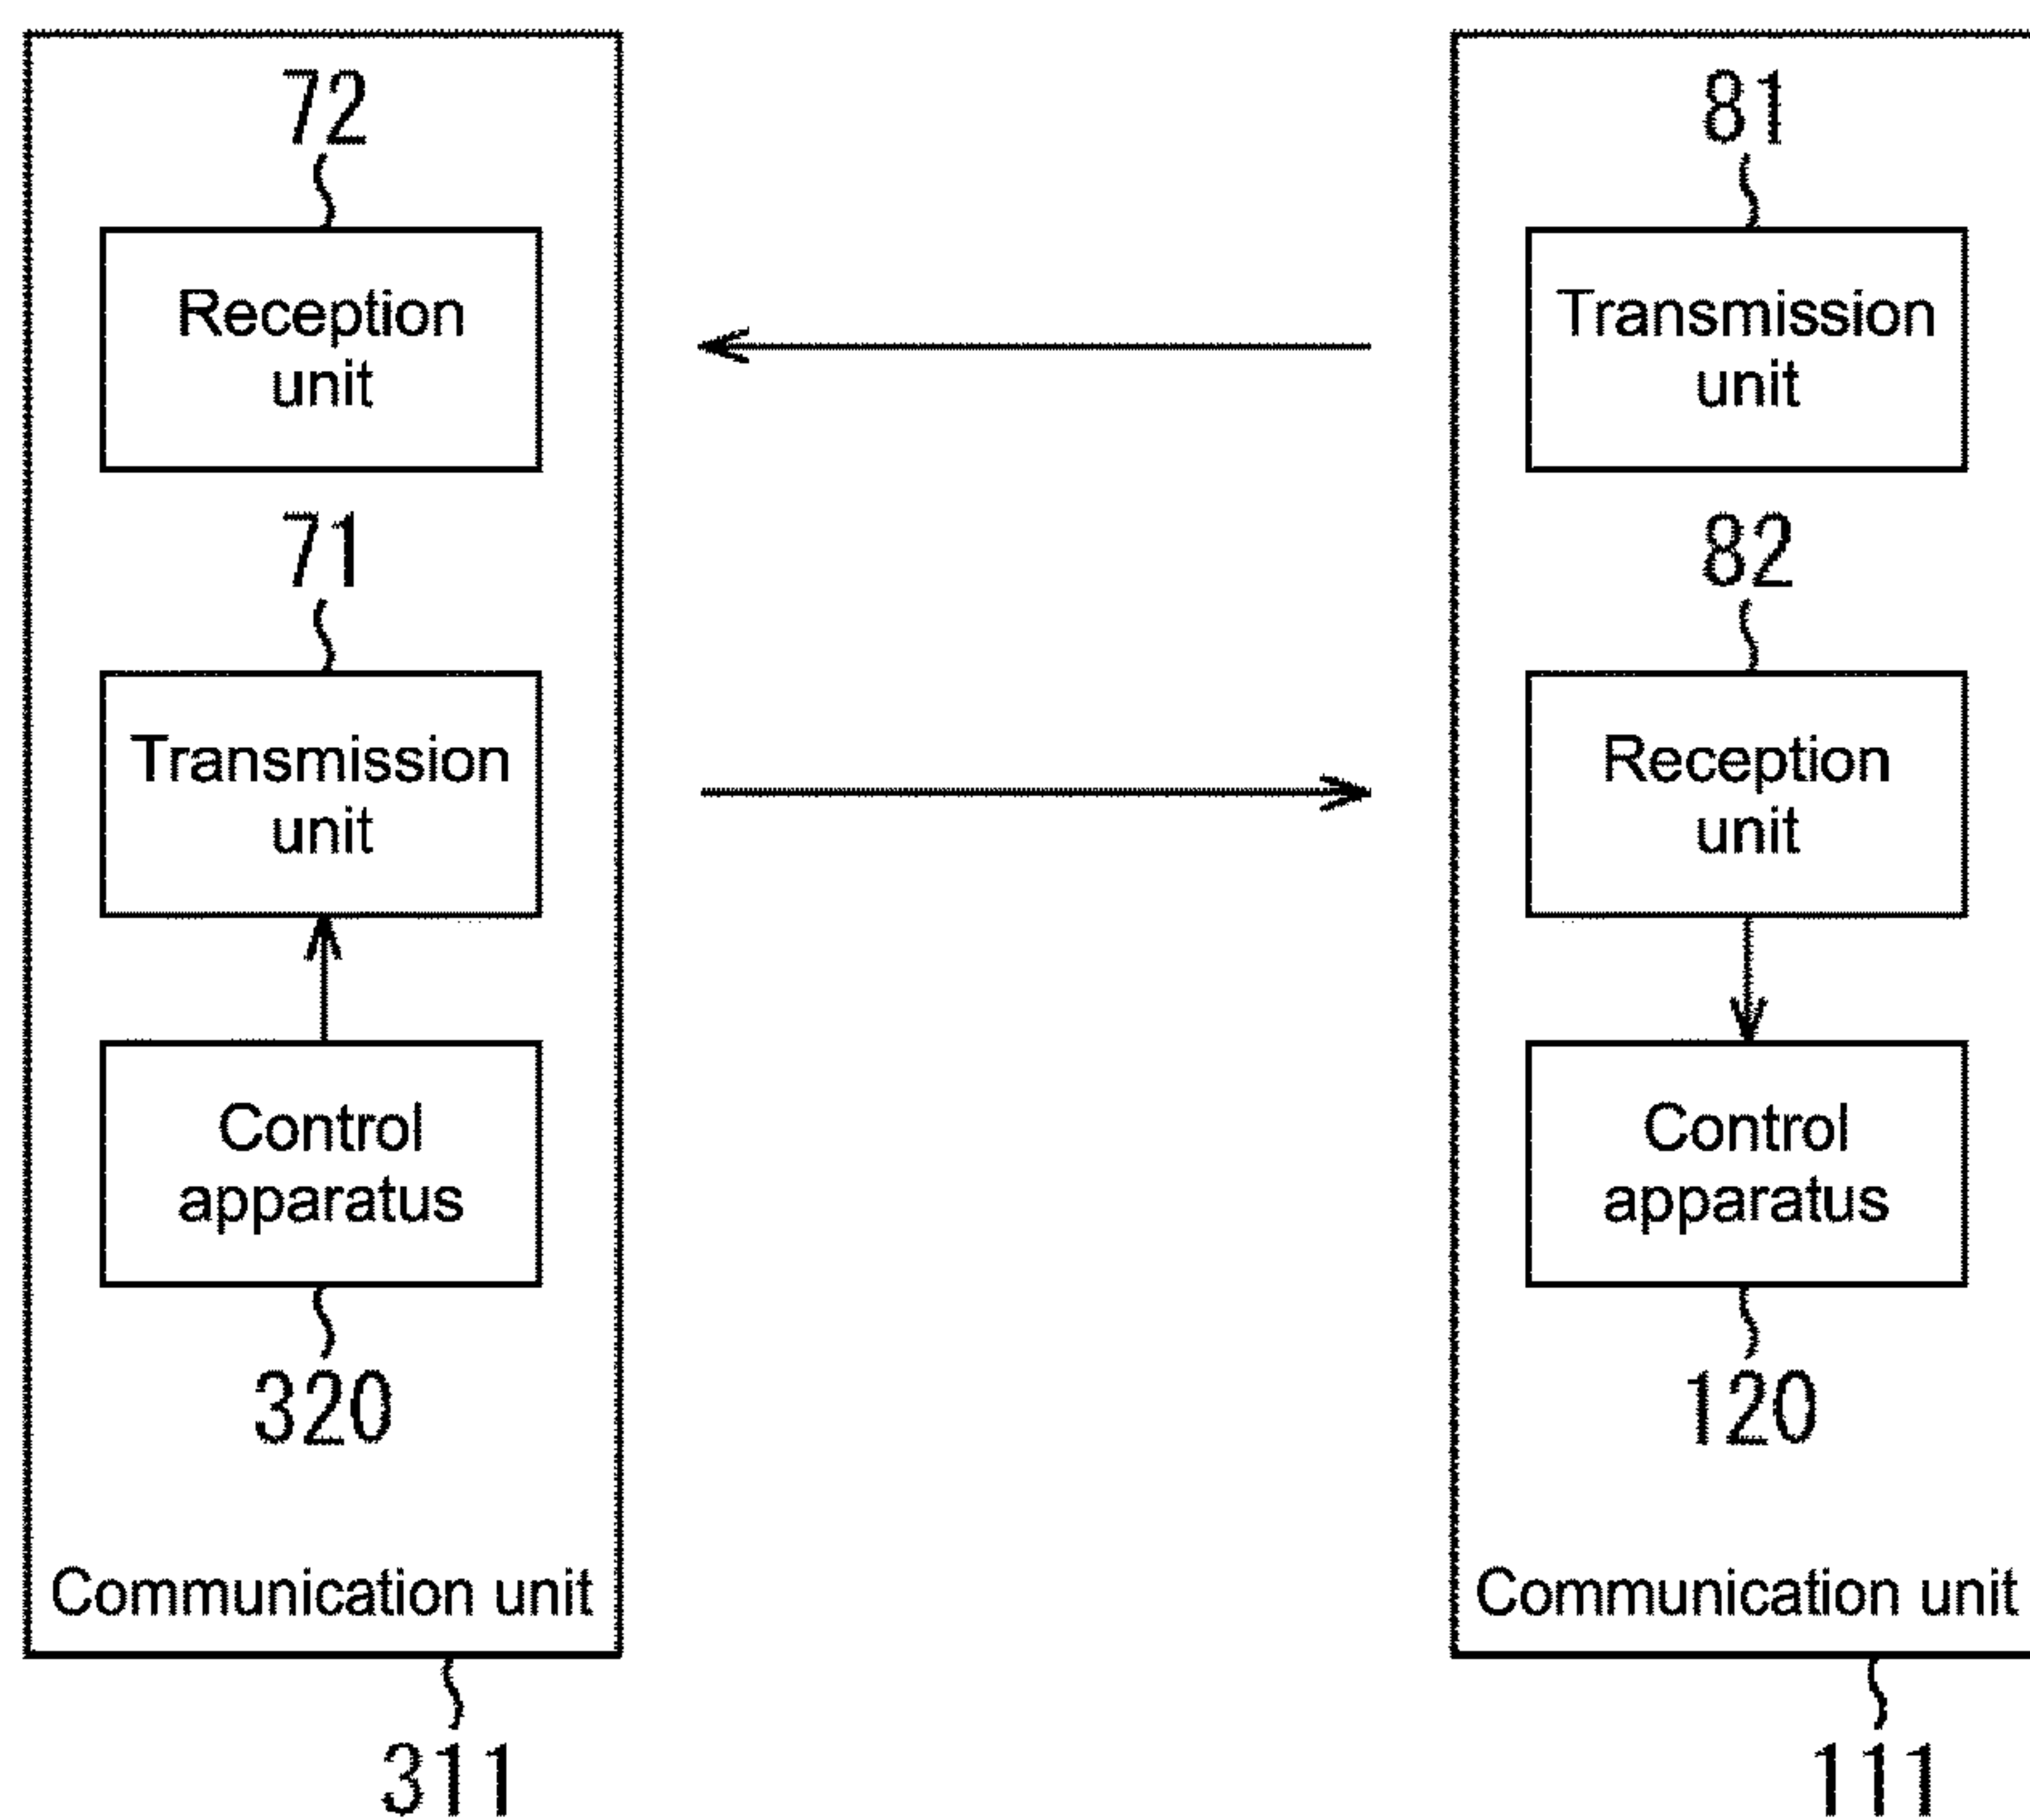 72
Reception
unit
71
Transmission
unit
Control
apparatus
320
Communication unit
311
81
Transmission
unit
82
Reception
unit
Control
apparatus
120
Communication unit
111